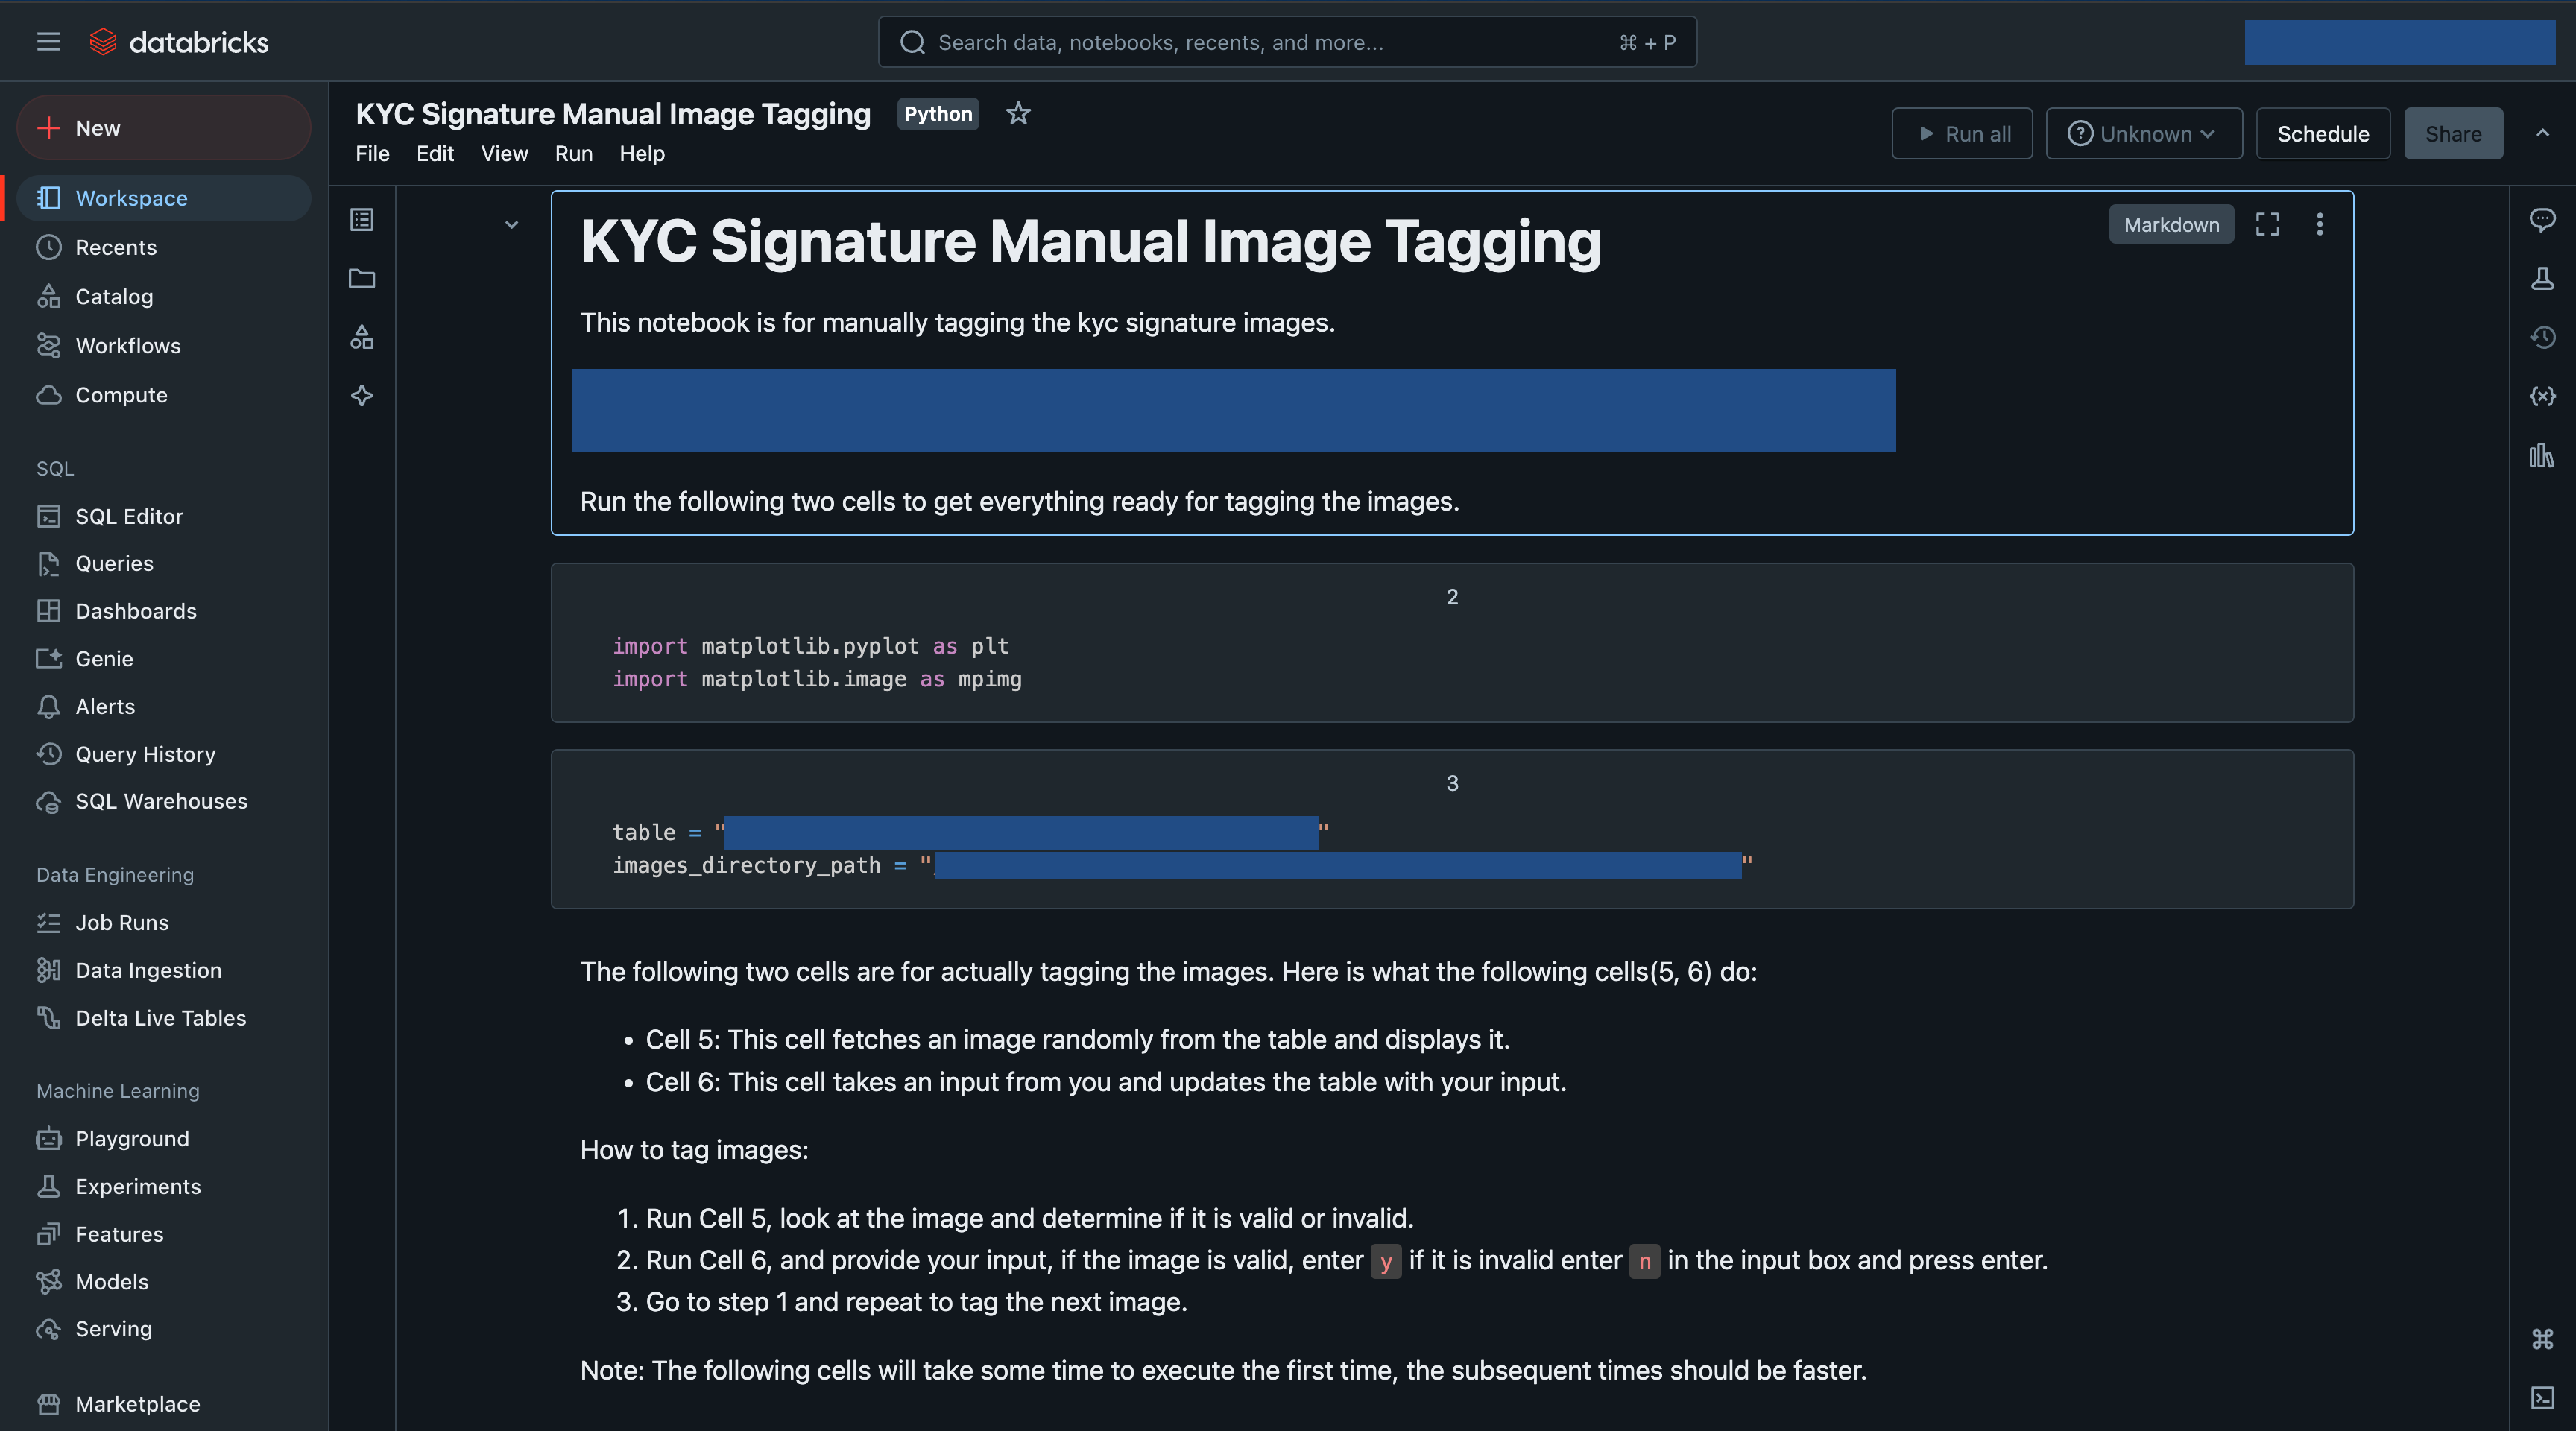 databricks
Search data, notebooks, recents, and more...
⌘ + P
New
Workspace
Recents
Catalog
Workflows
Compute
SQL
SQL Editor
Queries
Dashboards
Genie
Alerts
Query History
SQL Warehouses
Data Engineering
Job Runs
Data Ingestion
Delta Live Tables
Machine Learning
Playground
Experiments
Features
Models
Serving
Marketplace
KYC Signature Manual Image Tagging
Python
File Edit View Run Help
Run all
Unknown
Schedule
Share
Markdown
KYC Signature Manual Image Tagging
This notebook is for manually tagging the kyc signature images.
Run the following two cells to get everything ready for tagging the images.
2
import matplotlib.pyplot as plt
import matplotlib.image as mpimg
3
table = " "
images_directory_path = " "
The following two cells are for actually tagging the images. Here is what the following cells(5, 6) do:
• Cell 5: This cell fetches an image randomly from the table and displays it.
• Cell 6: This cell takes an input from you and updates the table with your input.
How to tag images:
1. Run Cell 5, look at the image and determine if it is valid or invalid.
2. Run Cell 6, and provide your input, if the image is valid, enter y if it is invalid enter n in the input box and press enter.
3. Go to step 1 and repeat to tag the next image.
Note: The following cells will take some time to execute the first time, the subsequent times should be faster.